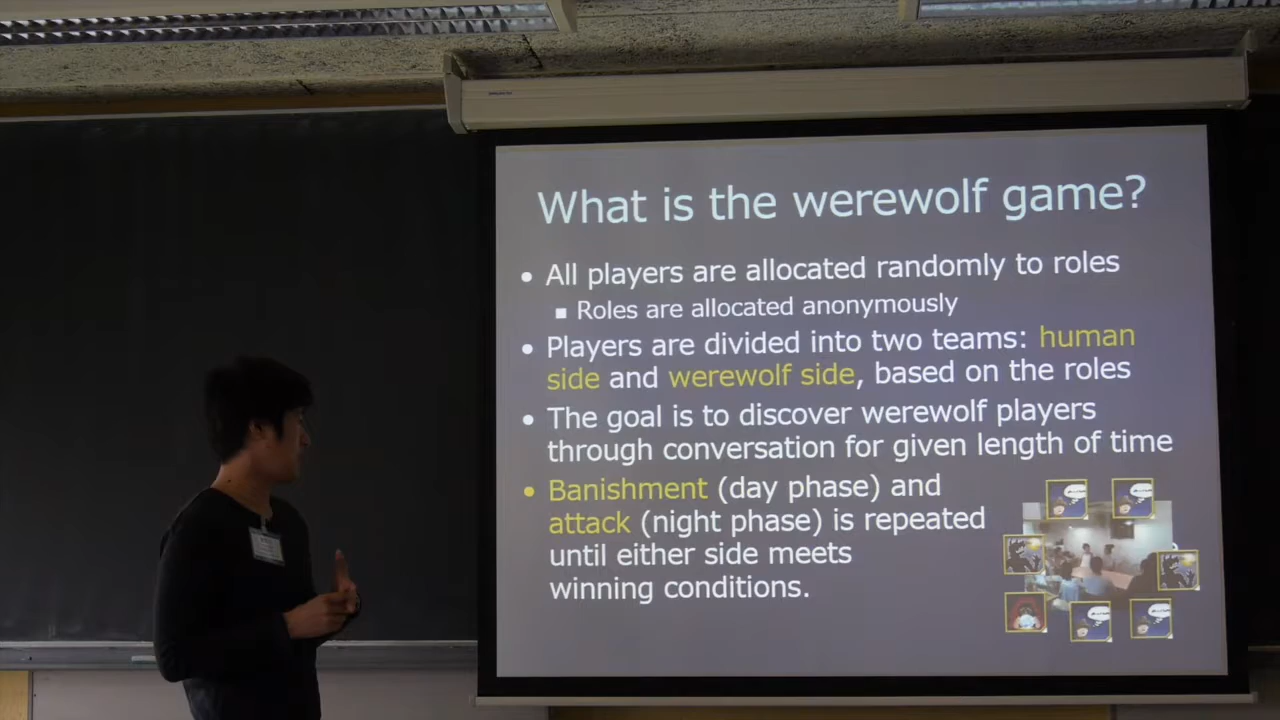 What is the werewolf game?
• All players are allocated randomly to roles
▪ Roles are allocated anonymously
• Players are divided into two teams: human
side and werewolf side, based on the roles
• The goal is to discover werewolf players
through conversation for given length of time
• Banishment (day phase) and
attack (night phase) is repeated
until either side meets
winning conditions.